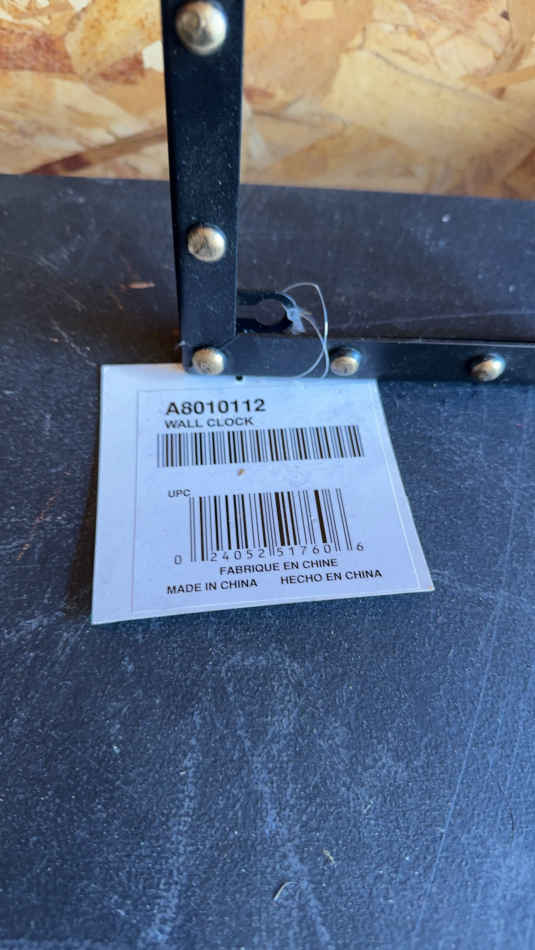 A8010112
WALL CLOCK
UPC
0 24052 51760 6
FABRIQUE EN CHINE
MADE IN CHINA HECHO EN CHINA